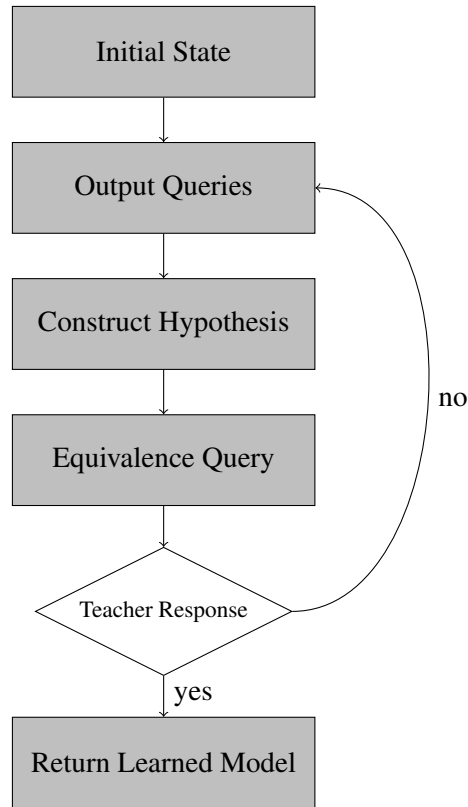 Initial State
Output Queries
Construct Hypothesis
no
Equivalence Query
Teacher Response
yes
Return Learned Model